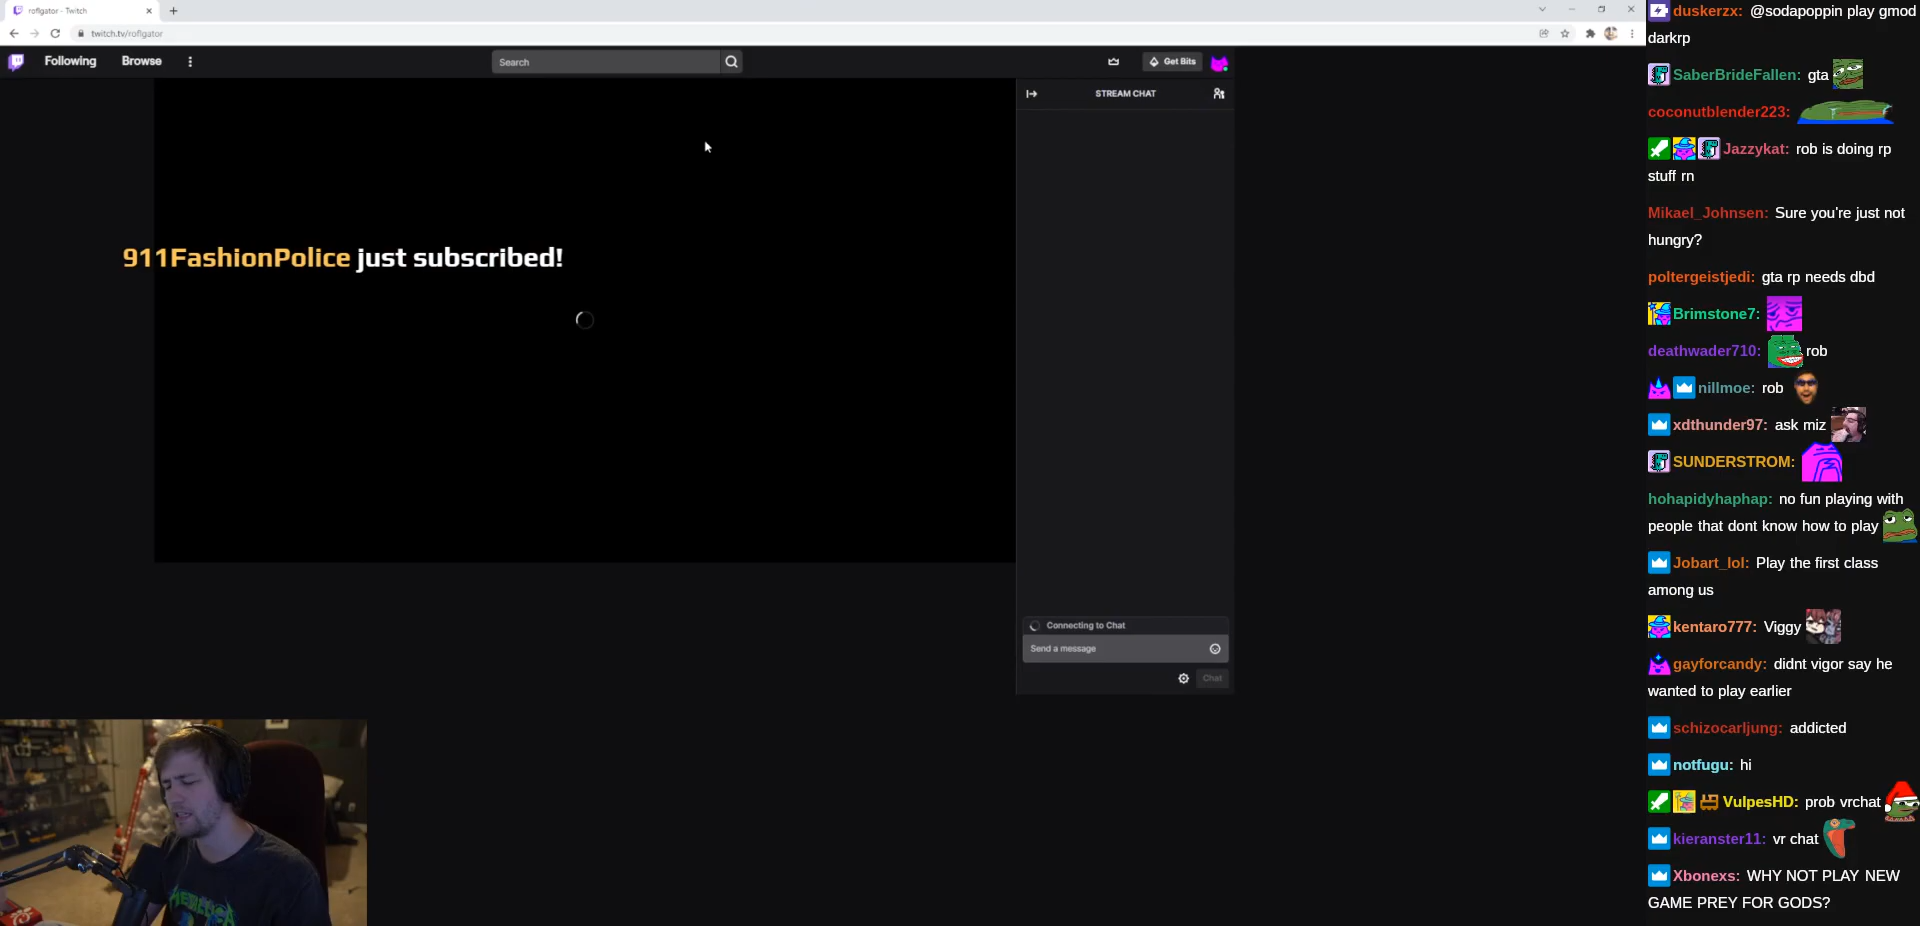 roflgator - Twitch
twitch.tv/roflgator
Following
Browse
Search
Get Bits
STREAM CHAT
911FashionPolice just subscribed!
Connecting to Chat
Send a message
Chat
duskerzx: @sodapoppin play gmod
darkrp
SaberBrideFallen: gta
coconutblender223:
Jazzykat: rob is doing rp
stuff rn
Mikael_Johnsen: Sure you're just not
hungry?
poltergeistjedi: gta rp needs dbd
Brimstone7:
deathwader710: rob
nillmoe: rob
xdthunder97: ask miz
SUNDERSTROM:
hohapidyhaphap: no fun playing with
people that dont know how to play
Jobart_lol: Play the first class
among us
kentaro777: Viggy
gayforcandy: didnt vigor say he
wanted to play earlier
schizocarljung: addicted
notfugu: hi
VulpesHD: prob vrchat
kieranster11: vr chat
Xbonexs: WHY NOT PLAY NEW
GAME PREY FOR GODS?
METALLICA